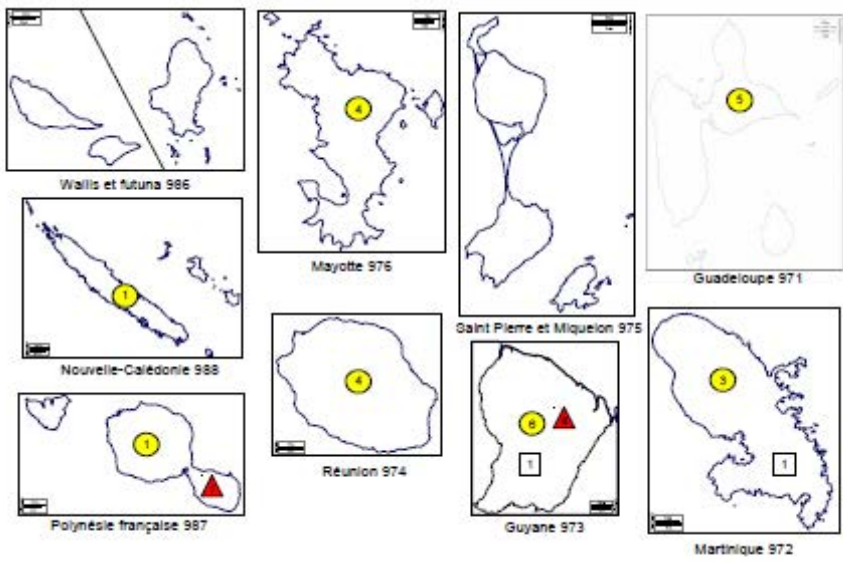 4
5
Wallis et futuna 986
Mayotte 976
Guadeloupe 971
1
Saint Pierre et Miquelon 975
Nouvelle-Calédonie 988
4
6
1
3
1
1
Réunion 974
Polynésie française 987
Guyane 973
Martinique 972